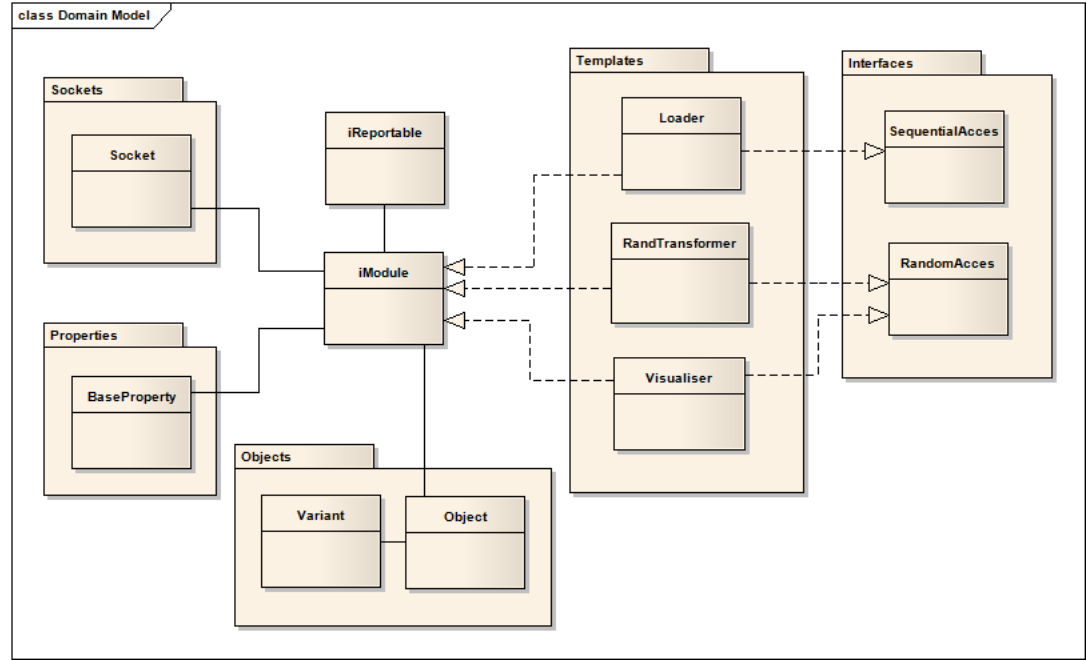 class Domain Model
Sockets
Socket
iReportable
iModule
Properties
BaseProperty
Objects
Variant
Object
Templates
Loader
RandTransformer
Visualiser
Interfaces
SequentialAcces
RandomAcces